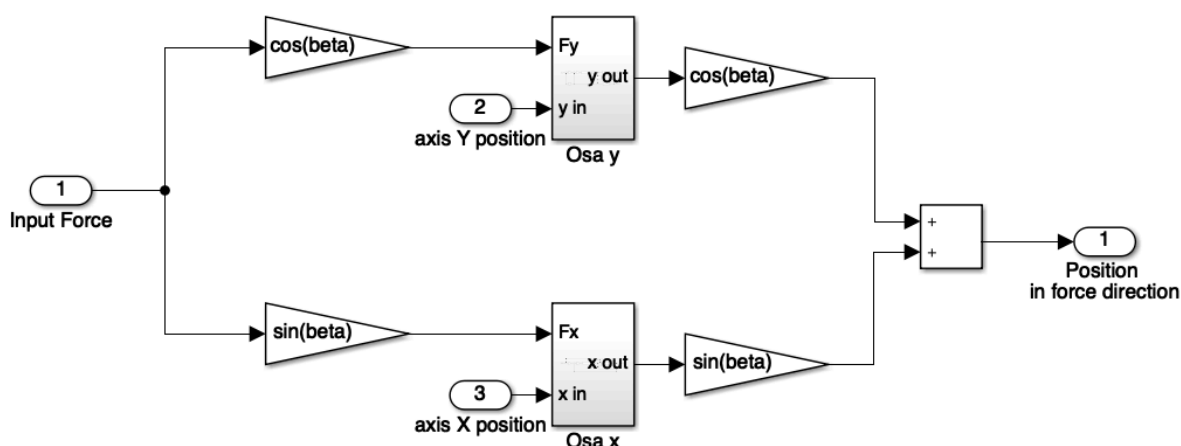 cos(beta)
Fy
y out
y in
cos(beta)
2
axis Y position
Osa y
1
Input Force
+
+
1
Position
in force direction
sin(beta)
Fx
x out
x in
sin(beta)
3
axis X position
Osa x